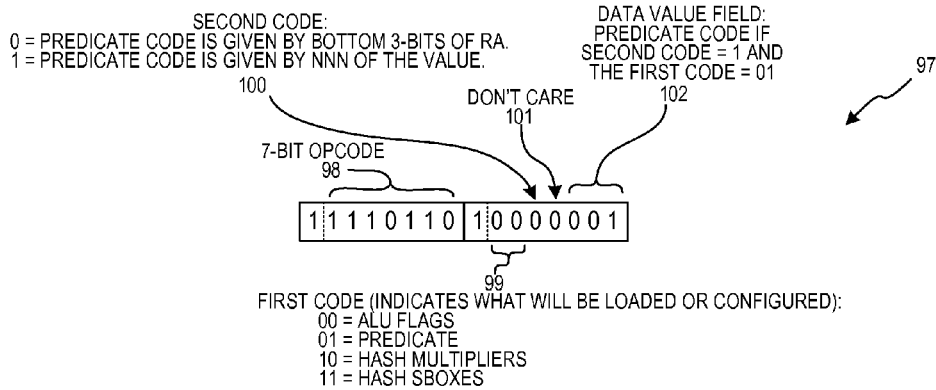 SECOND CODE:
0 = PREDICATE CODE IS GIVEN BY BOTTOM 3-BITS OF RA.
1 = PREDICATE CODE IS GIVEN BY NNN OF THE VALUE.
100
DATA VALUE FIELD:
PREDICATE CODE IF
SECOND CODE = 1 AND
THE FIRST CODE = 01
102
97
DON'T CARE
101
7-BIT OPCODE
98
1 1 1 1 0 1 1 0 1 0 0 0 0 0 0 1
99
FIRST CODE (INDICATES WHAT WILL BE LOADED OR CONFIGURED):
00 = ALU FLAGS
01 = PREDICATE
10 = HASH MULTIPLIERS
11 = HASH SBOXES